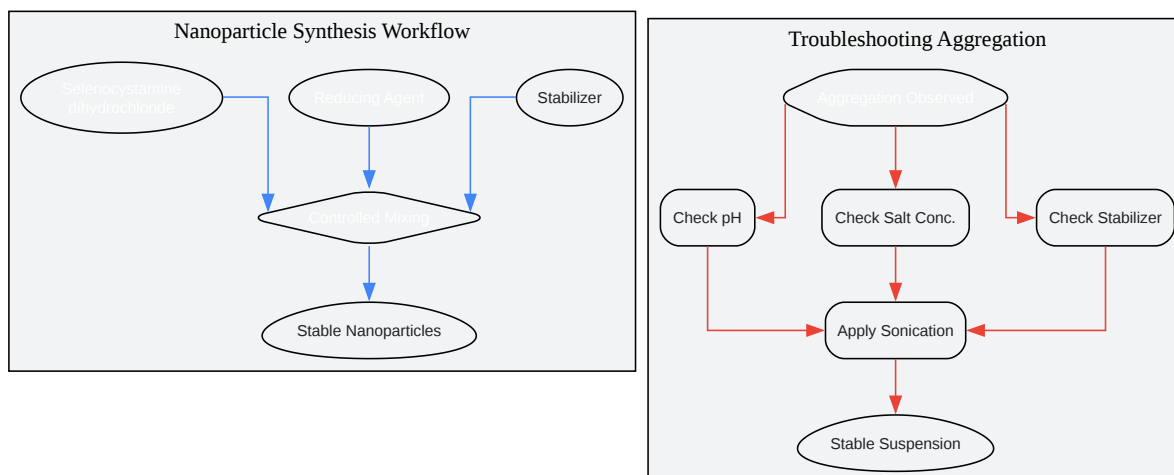 Nanoparticle Synthesis Workflow
Selenocystamine
dihydrochloride
Reducing Agent
Stabilizer
Controlled Mixing
Stable Nanoparticles
Troubleshooting Aggregation
Aggregation Observed
Check pH
Check Salt Conc.
Check Stabilizer
Apply Sonication
Stable Suspension